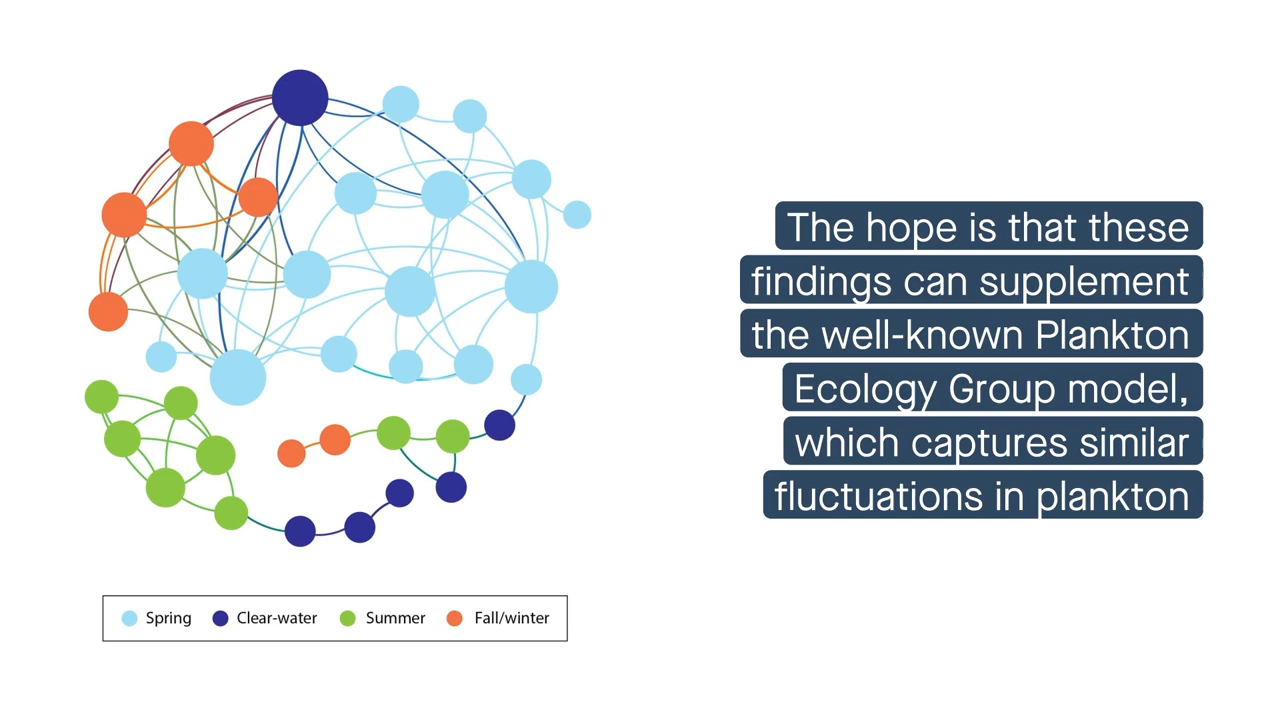 The hope is that these
findings can supplement
the well-known Plankton
Ecology Group model,
which captures similar
fluctuations in plankton
Spring Clear-water Summer Fall/winter